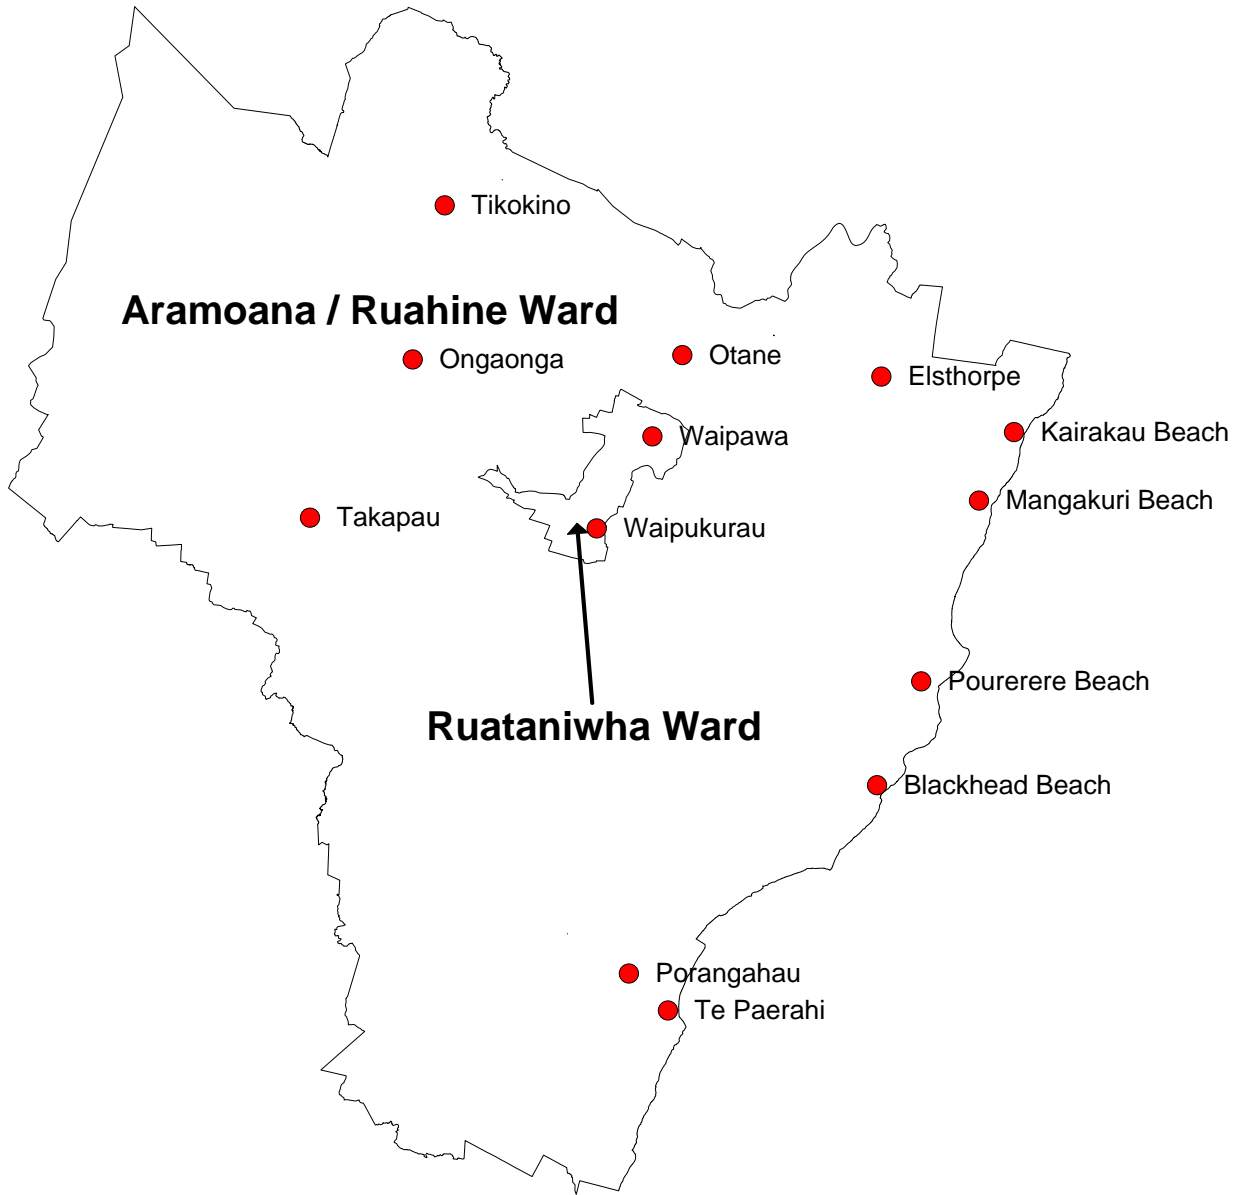 Tikokino
Aramoana / Ruahine Ward
Ongaonga
Otane
Elsthorpe
Waipawa
Kairakau Beach
Mangakuri Beach
Takapau
Waipukurau
Pourerere Beach
Ruataniwha Ward
Blackhead Beach
Porangahau
Te Paerahi